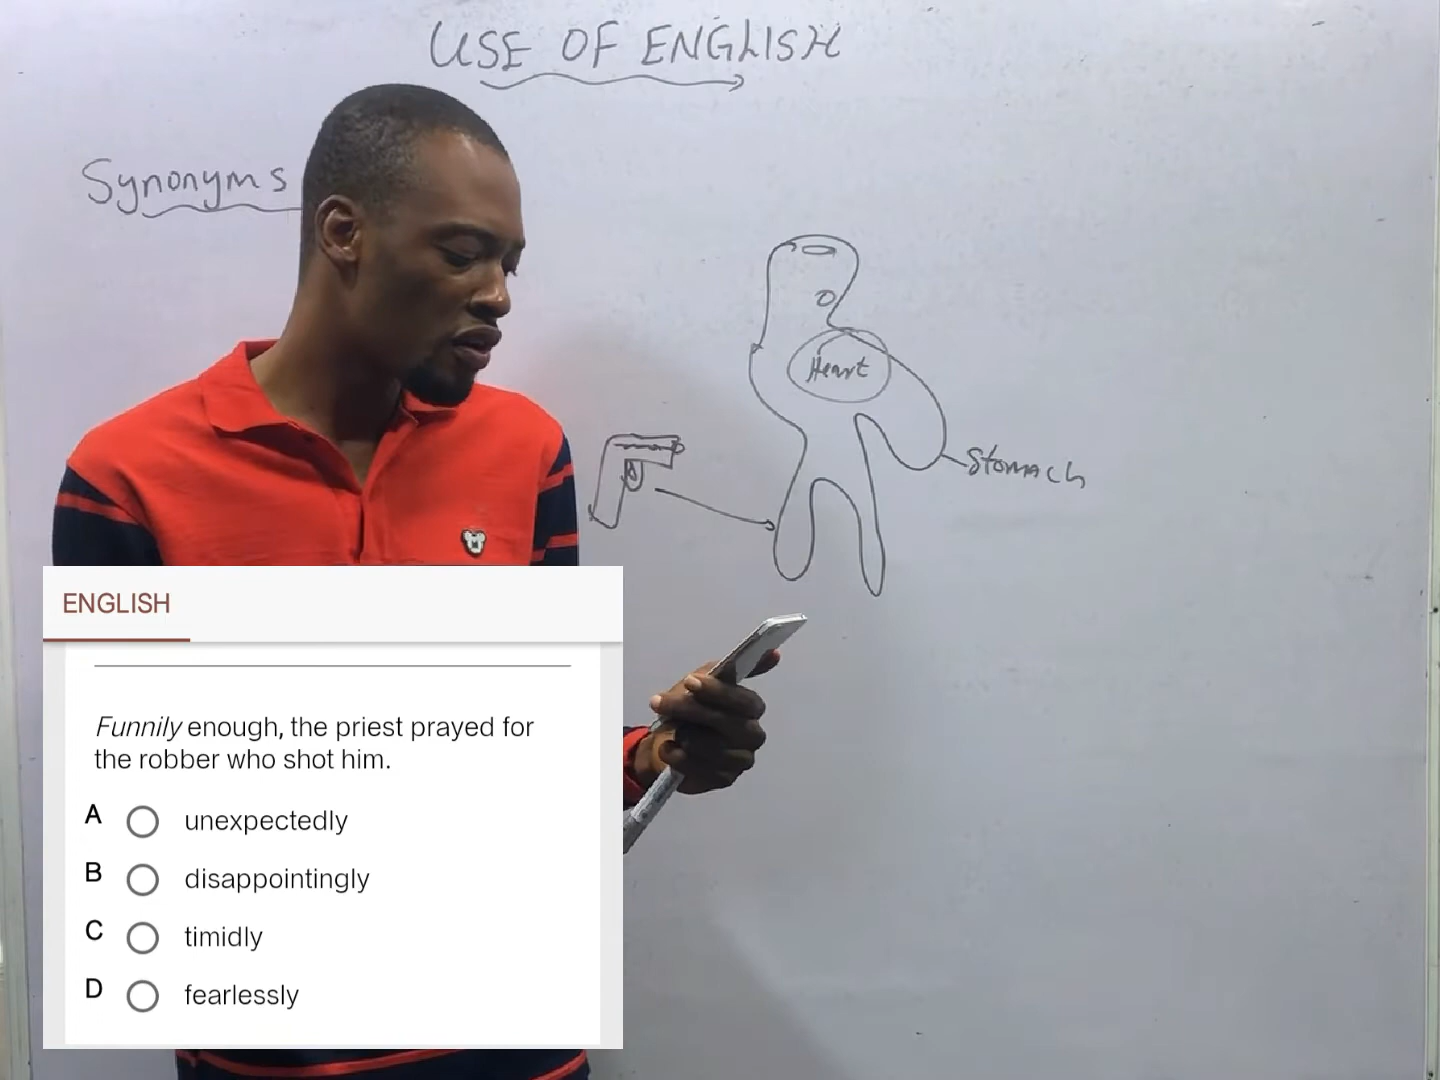 USE OF ENGLISH
Synonyms
Heart
Stomach
ENGLISH
Funnily enough, the priest prayed for
the robber who shot him.
A unexpectedly
B disappointingly
C timidly
D fearlessly